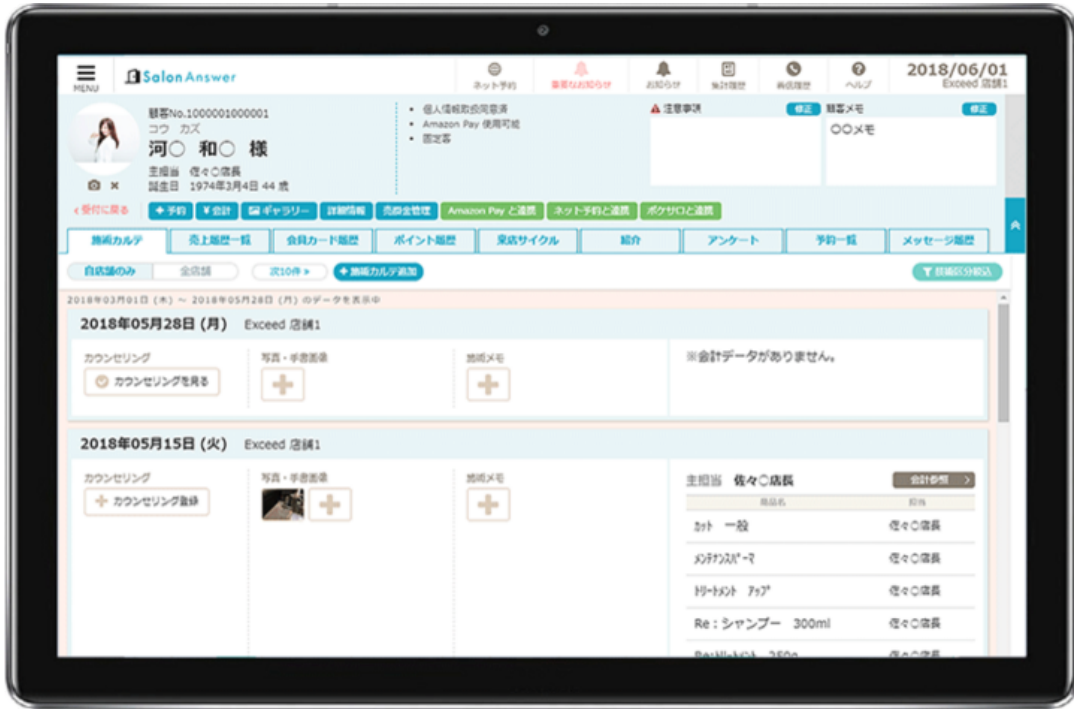 MENU
Salon Answer
ネット予約
重要なお知らせ
お知らせ
集計履歴
着信履歴
ヘルプ
2018/06/01
Exceed 店舗1
顧客No.1000001000001
コウ カズ
河○ 和○ 様
主担当 佐々○店長
誕生日 1974年3月4日 44 歳
• 個人情報取扱同意済
• Amazon Pay 使用可能
• 固定客
注意事項
修正
顧客メモ
修正
○○メモ
受付に戻る
予約
会計
ギャラリー
詳細情報
売掛金管理
Amazon Pay と連携
ネット予約と連携
ポケサロと連携
施術カルテ
売上履歴一覧
会員カード履歴
ポイント履歴
来店サイクル
紹介
アンケート
予約一覧
メッセージ履歴
自店舗のみ
全店舗
次10件 »
施術カルテ追加
技術区分絞込
2018年03月01日 (木) ~ 2018年05月28日 (月) のデータを表示中
2018年05月28日 (月) Exceed 店舗1
カウンセリング
カウンセリングを見る
写真・手書画像
施術メモ
※会計データがありません。
2018年05月15日 (火) Exceed 店舗1
カウンセリング
カウンセリング登録
写真・手書画像
施術メモ
主担当 佐々○店長
会計参照
商品名 担当
カット 一般 佐々○店長
メンテナンスパーマ 佐々○店長
トリートメント アップ 佐々○店長
Re:シャンプー 300ml 佐々○店長
Re:トリートメント 250g 佐々○店長